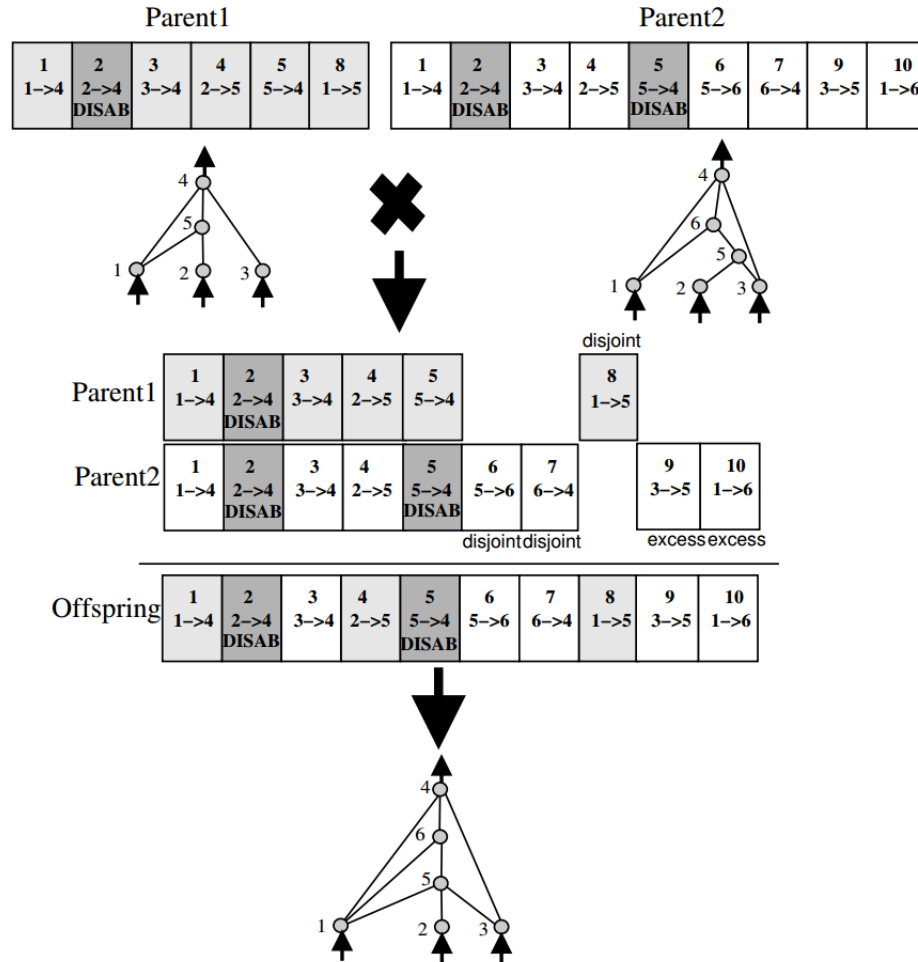 Parent1 Parent2
1 2 3 4 5 8 1 2 3 4 5 6 7 9 10
1->4 2->4 3->4 2->5 5->4 1->5 1->4 2->4 3->4 2->5 5->4 5->6 6->4 3->5 1->6
DISAB DISAB DISAB
4 4
5 6
5
1 2 3 1 2 3
disjoint
Parent1 1 2 3 4 5 8
1->4 2->4 3->4 2->5 5->4 1->5
DISAB
Parent2 1 2 3 4 5 6 7 9 10
1->4 2->4 3->4 2->5 5->4 5->6 6->4 3->5 1->6
DISAB DISAB
disjoint disjoint excess excess
Offspring 1 2 3 4 5 6 7 8 9 10
1->4 2->4 3->4 2->5 5->4 5->6 6->4 1->5 3->5 1->6
DISAB DISAB
4
6
5
1 2 3